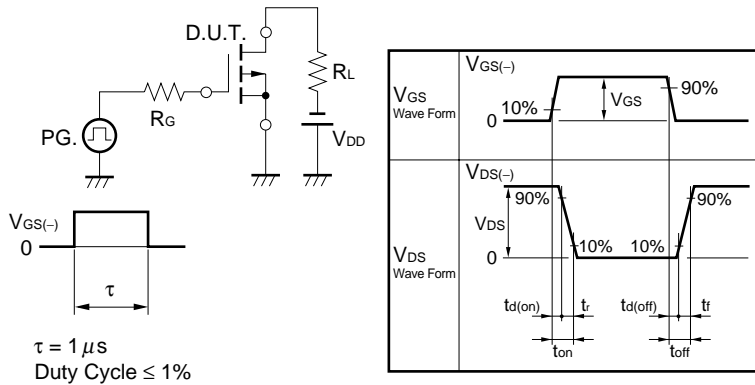 D.U.T.
RL
RG
PG.
VDD
VGS(−)
0
τ
τ = 1 μs
Duty Cycle ≤ 1%
VGS
Wave Form
VGS(−)
10%
VGS
90%
0
VDS
Wave Form
VDS(−)
90%
VDS
10%
10%
90%
0
td(on)
tr
td(off)
tf
ton
toff